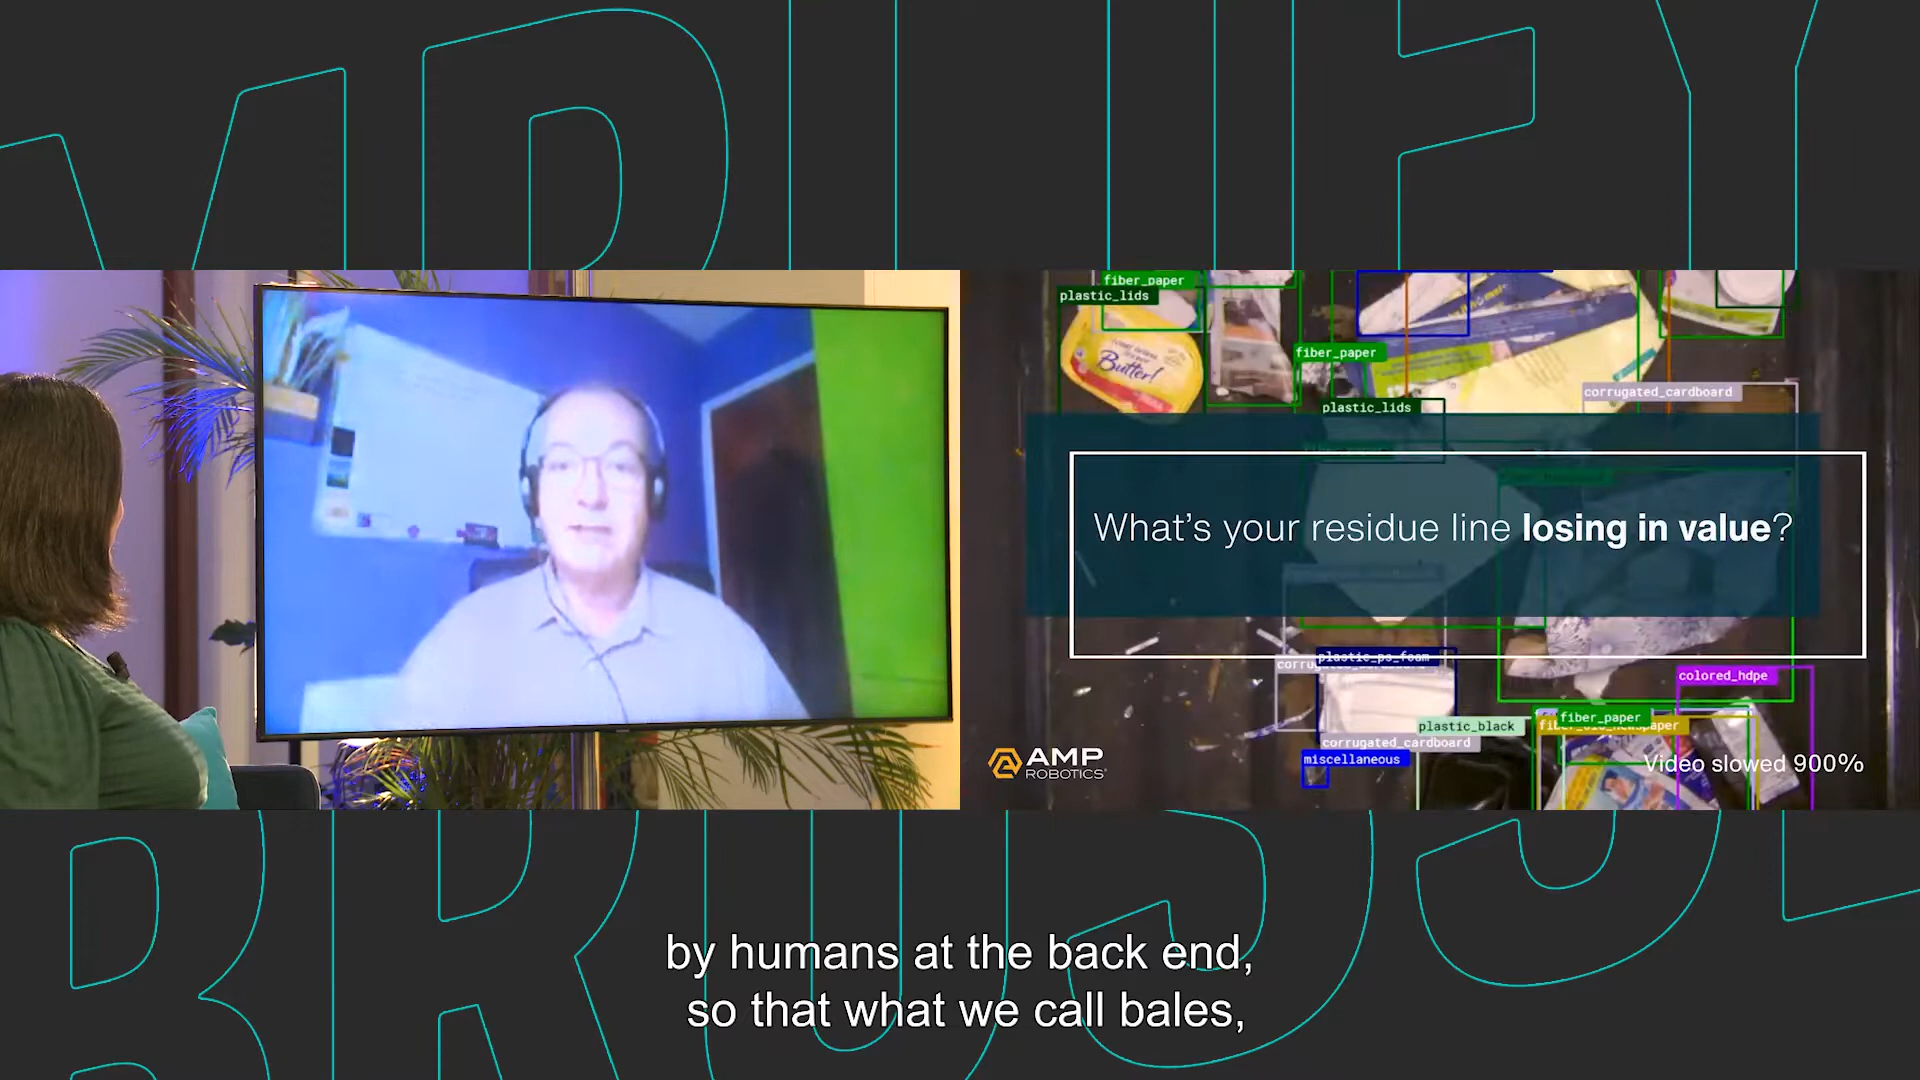 fiber_paper
plastic_lids
Butter!
fiber_paper
corrugated_cardboard
plastic_lids
What's your residue line losing in value?
plastic_ps_foam
colored_hdpe
fiber_paper
plastic_black
corrugated_cardboard
miscellaneous
AMP
ROBOTICS
Video slowed 900%
by humans at the back end,
so that what we call bales,